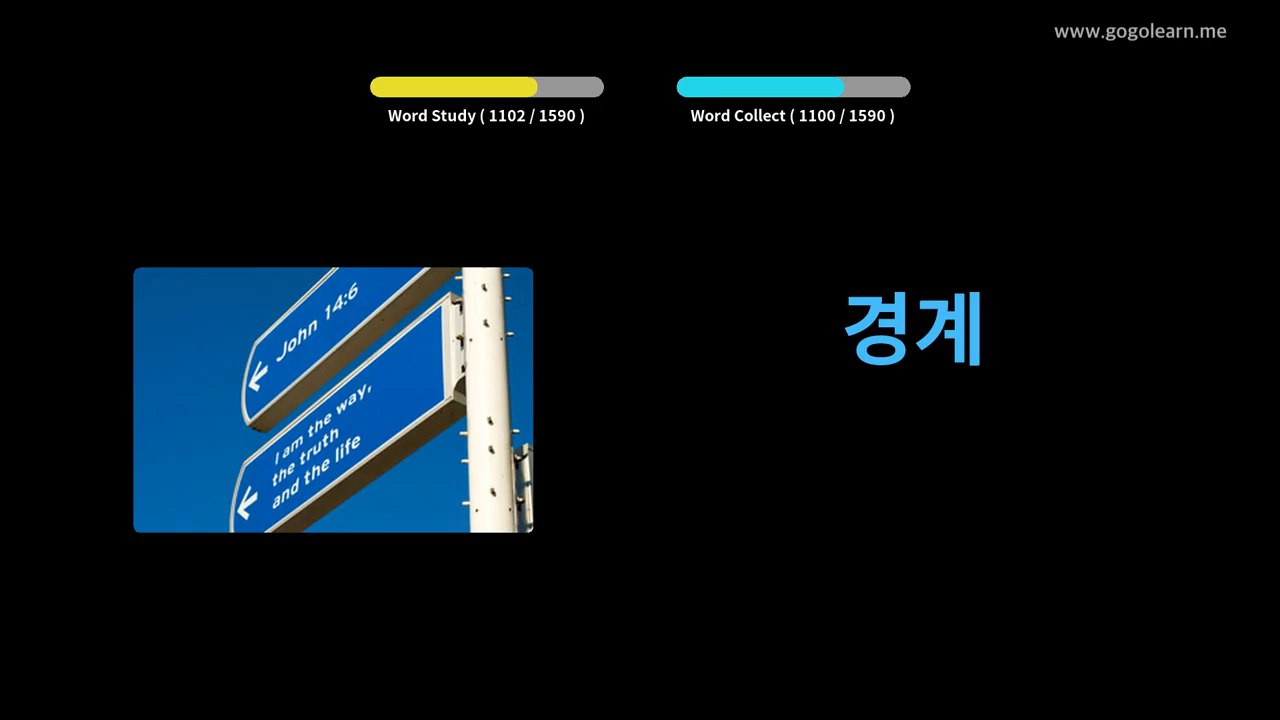 www.gogolearn.me
Word Study ( 1102 / 1590 )
Word Collect ( 1100 / 1590 )
John 14:6
I am the way,
the truth
and the life
경계